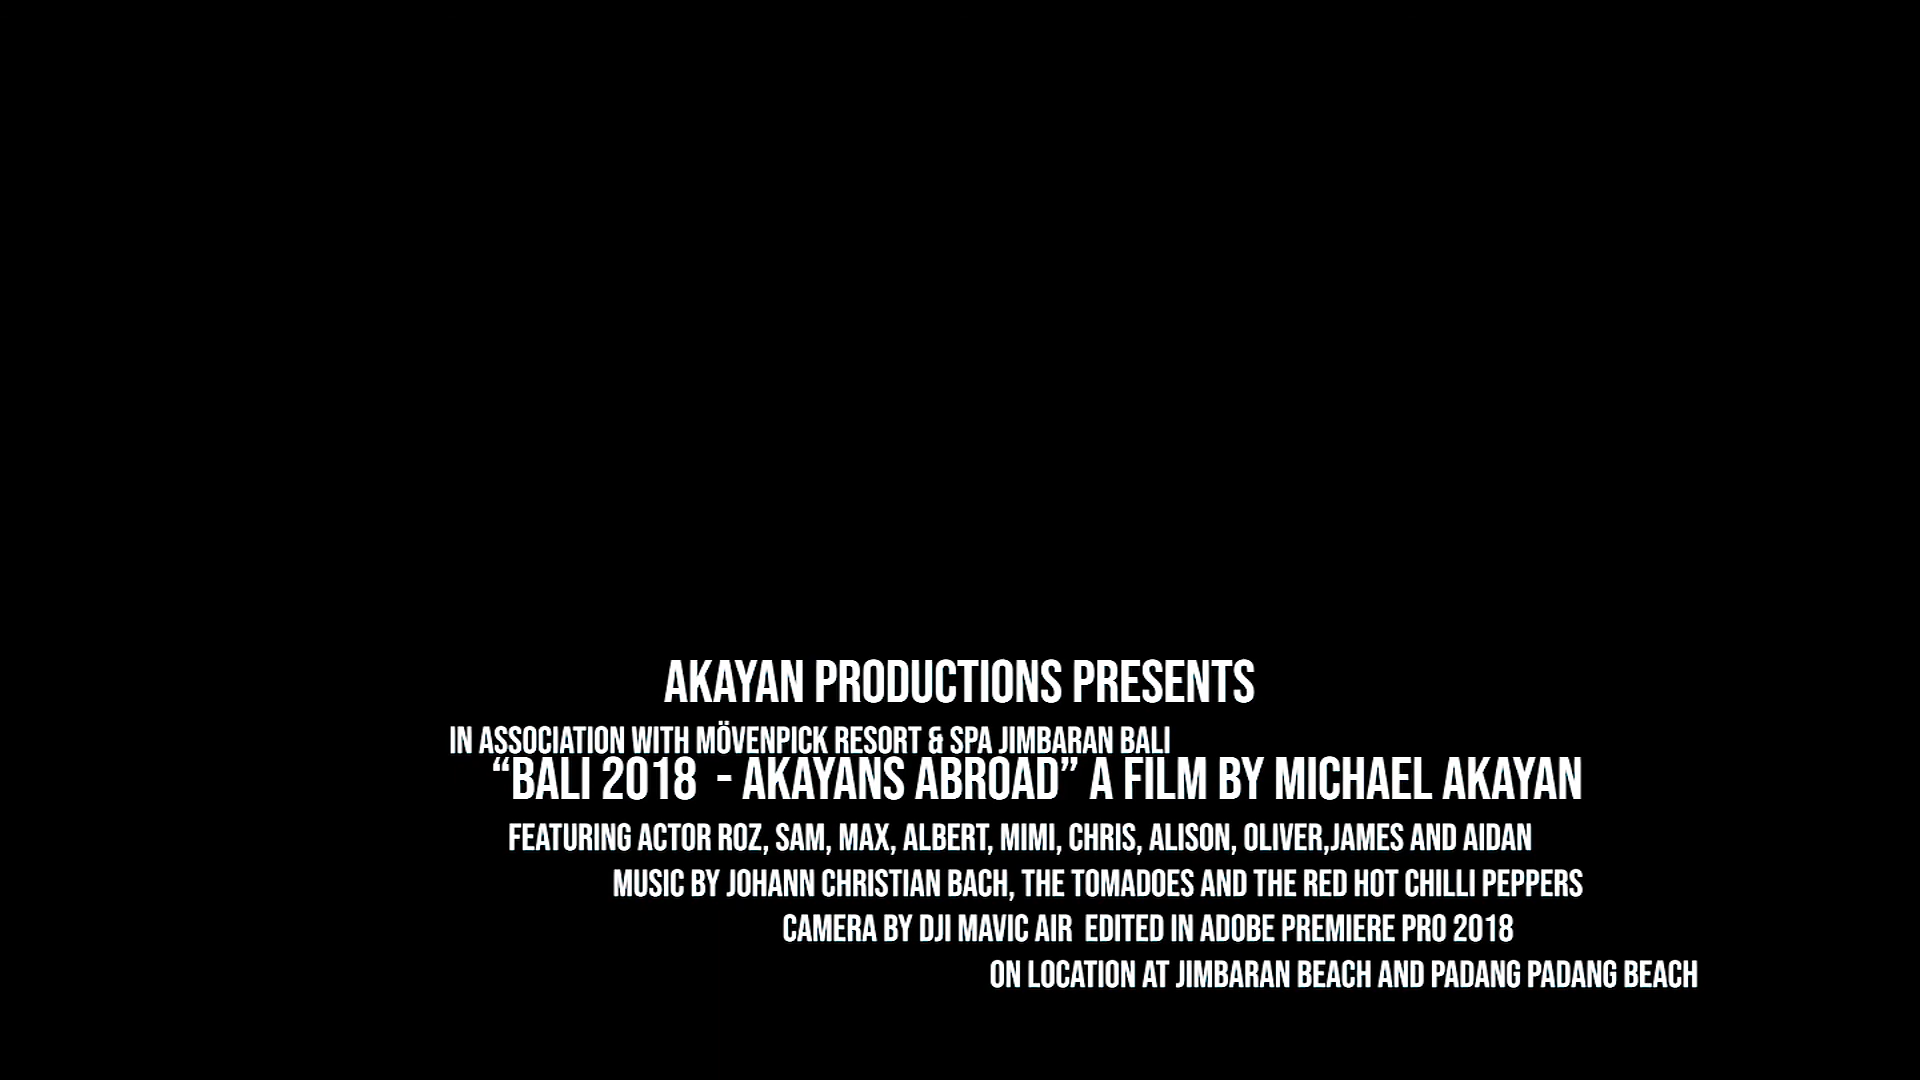 AKAYAN PRODUCTIONS PRESENTS
IN ASSOCIATION WITH MÖVENPICK RESORT & SPA JIMBARAN BALI
“BALI 2018 - AKAYANS ABROAD” A FILM BY MICHAEL AKAYAN
FEATURING ACTOR ROZ, SAM, MAX, ALBERT, MIMI, CHRIS, ALISON, OLIVER,JAMES AND AIDAN
MUSIC BY JOHANN CHRISTIAN BACH, THE TOMADOES AND THE RED HOT CHILLI PEPPERS
CAMERA BY DJI MAVIC AIR EDITED IN ADOBE PREMIERE PRO 2018
ON LOCATION AT JIMBARAN BEACH AND PADANG PADANG BEACH